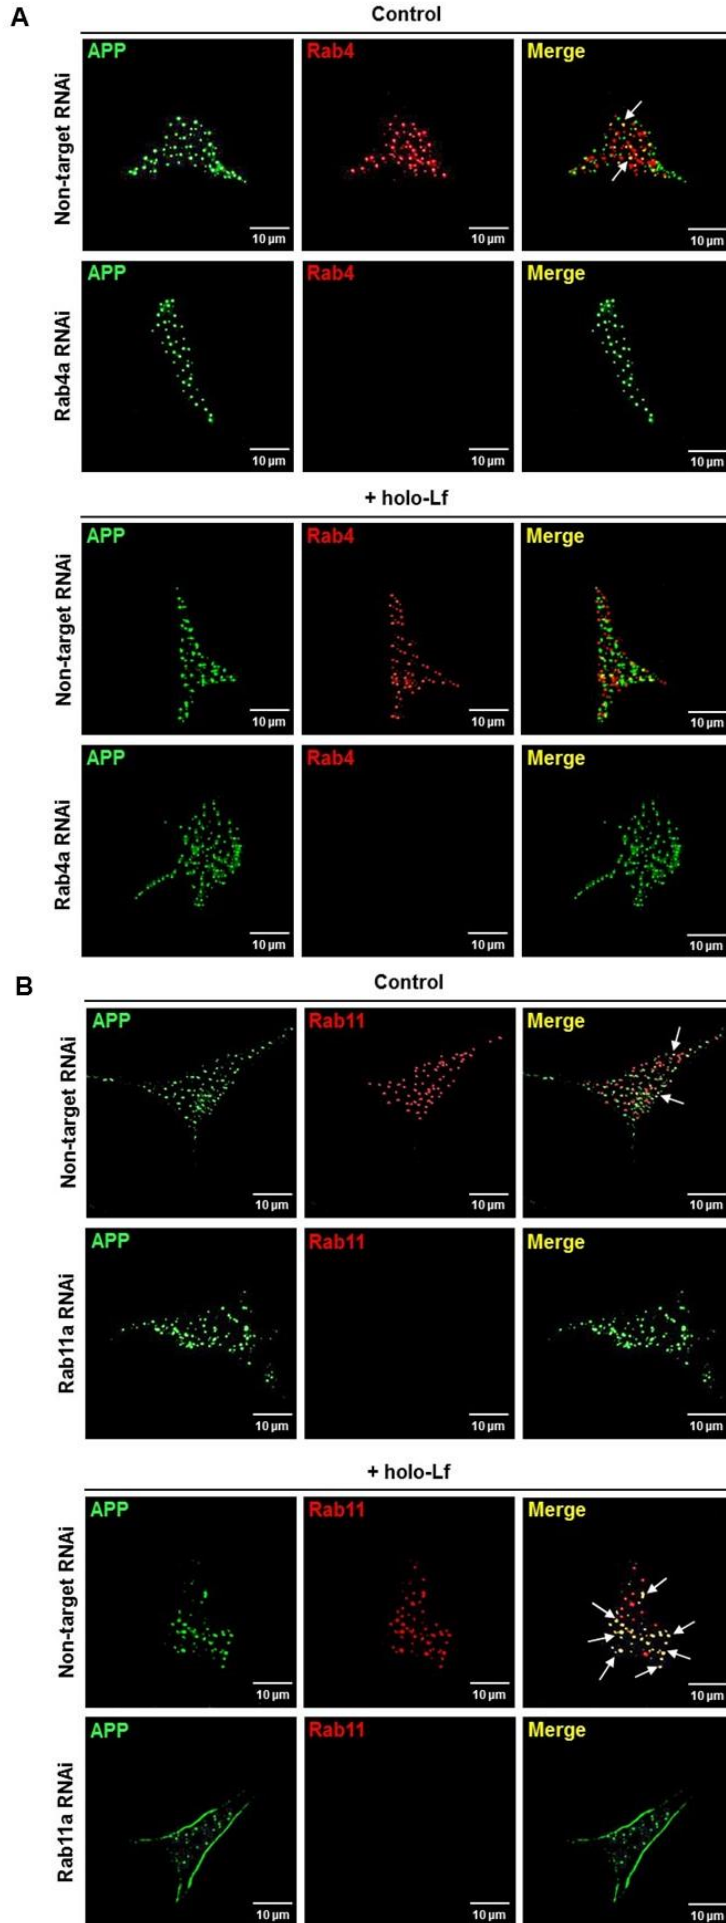 A
Control
Non-target RNAi
APP
Rab4
Merge
10 µm
10 µm
10 µm
Rab4a RNAi
APP
Rab4
Merge
10 µm
10 µm
10 µm
+ holo-Lf
Non-target RNAi
APP
Rab4
Merge
10 µm
10 µm
10 µm
Rab4a RNAi
APP
Rab4
Merge
10 µm
10 µm
10 µm
B
Control
Non-target RNAi
APP
Rab11
Merge
10 µm
10 µm
10 µm
Rab11a RNAi
APP
Rab11
Merge
10 µm
10 µm
10 µm
+ holo-Lf
Non-target RNAi
APP
Rab11
Merge
10 µm
10 µm
10 µm
Rab11a RNAi
APP
Rab11
Merge
10 µm
10 µm
10 µm